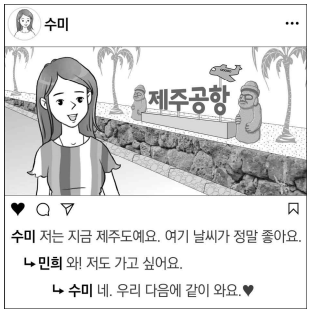 수미
제주공항
수미 저는 지금 제주도예요. 여기 날씨가 정말 좋아요.
↳ 민희 와! 저도 가고 싶어요.
↳ 수미 네. 우리 다음에 같이 와요.♥